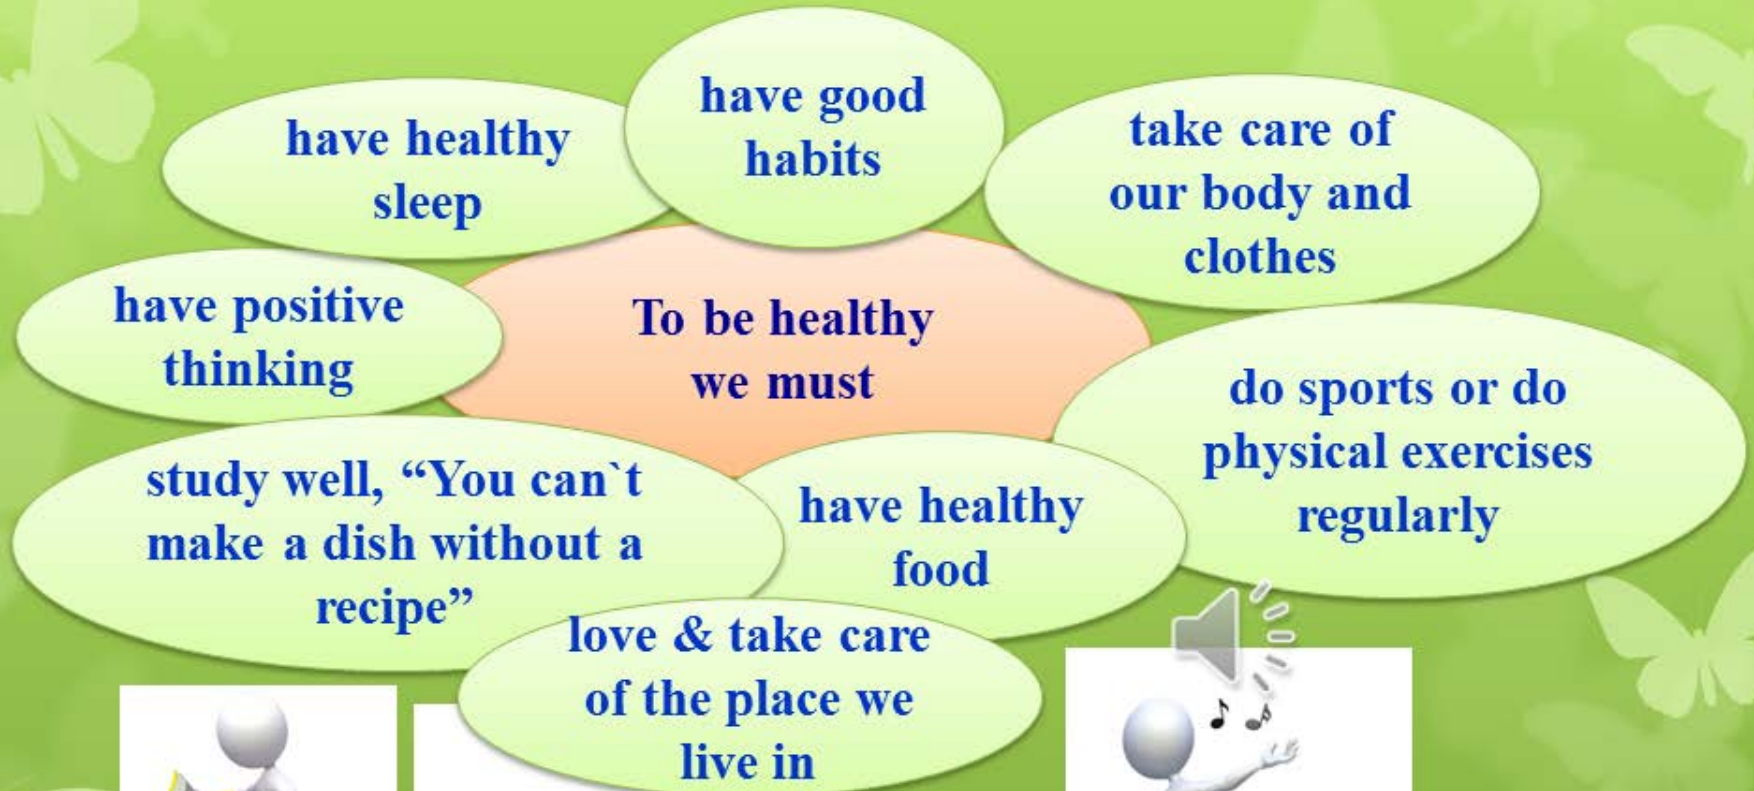 have good
habits
have healthy
sleep
take care of
our body and
clothes
have positive
thinking
To be healthy
we must
do sports or do
physical exercises
regularly
study well, “You can`t
make a dish without a
recipe”
have healthy
food
love & take care
of the place we
live in